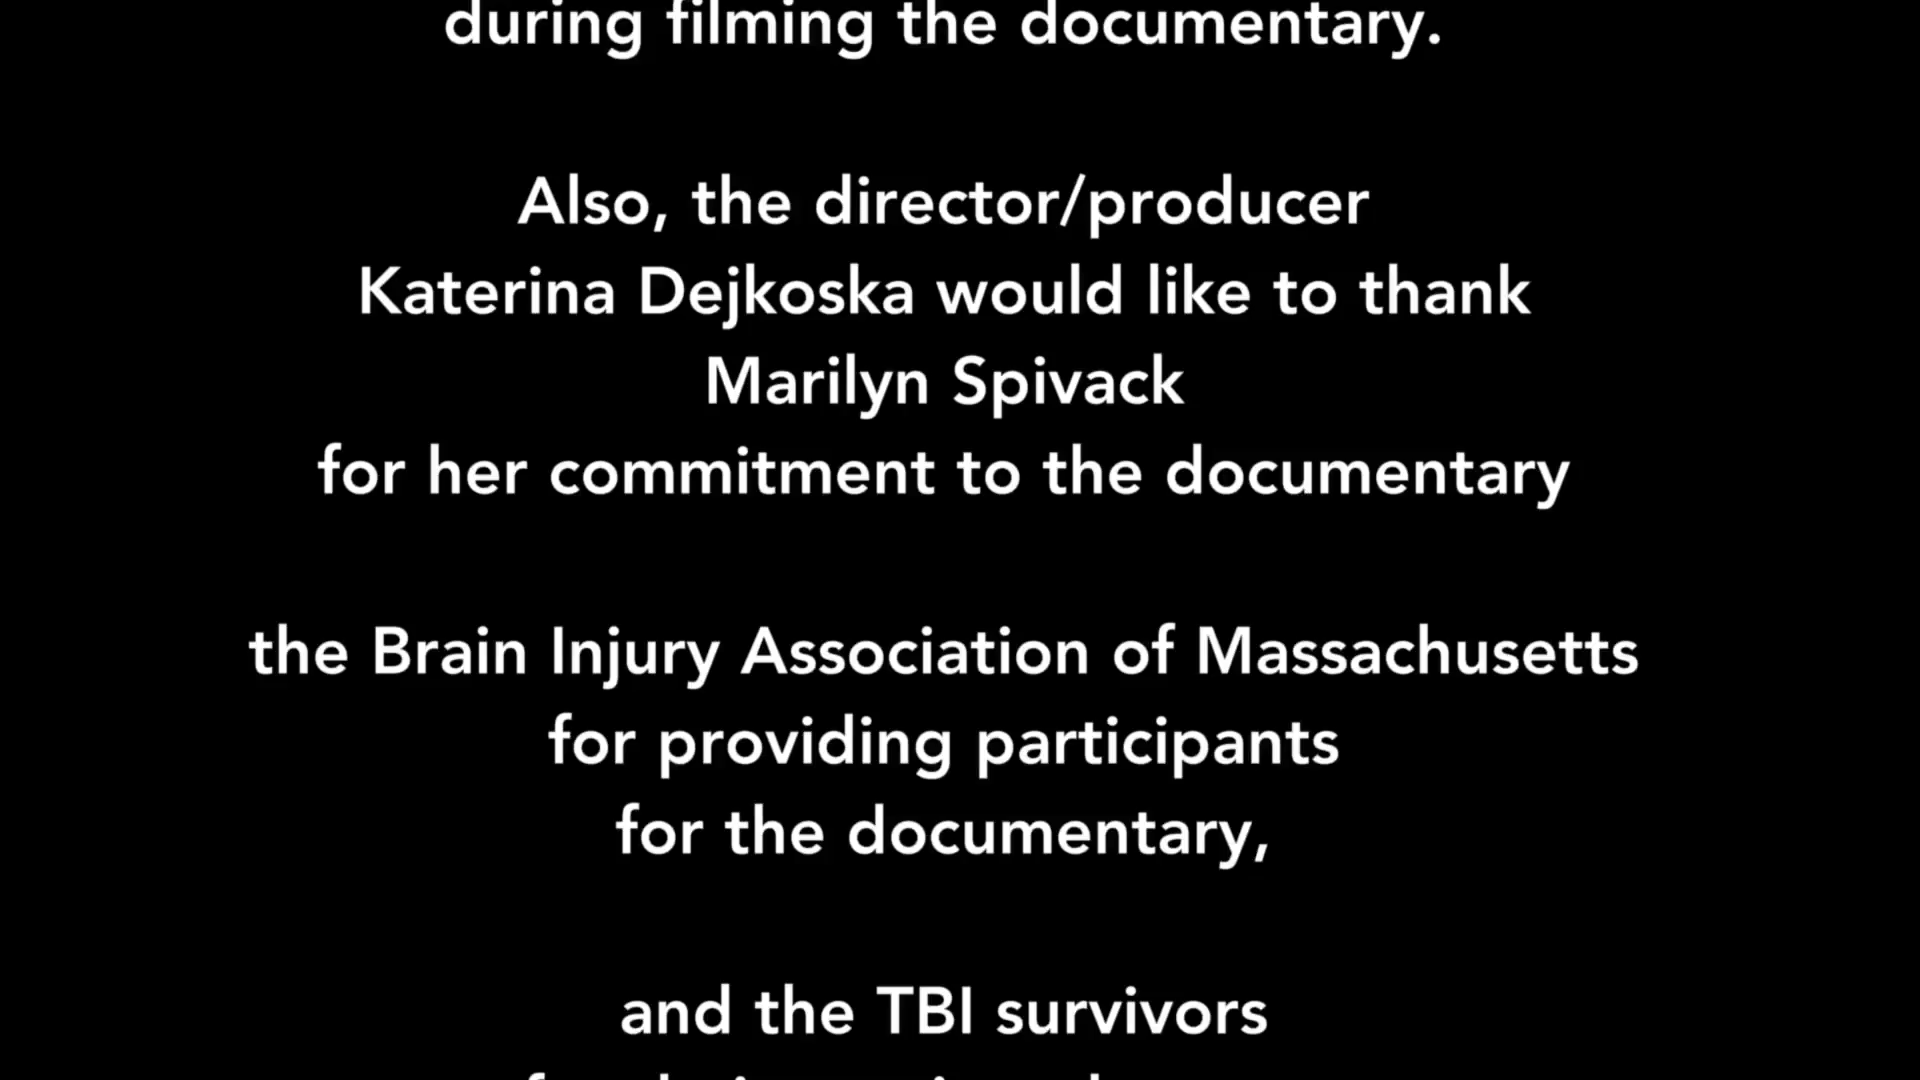 during filming the documentary.
Also, the director/producer
Katerina Dejkoska would like to thank
Marilyn Spivack
for her commitment to the documentary
the Brain Injury Association of Massachusetts
for providing participants
for the documentary,
and the TBI survivors